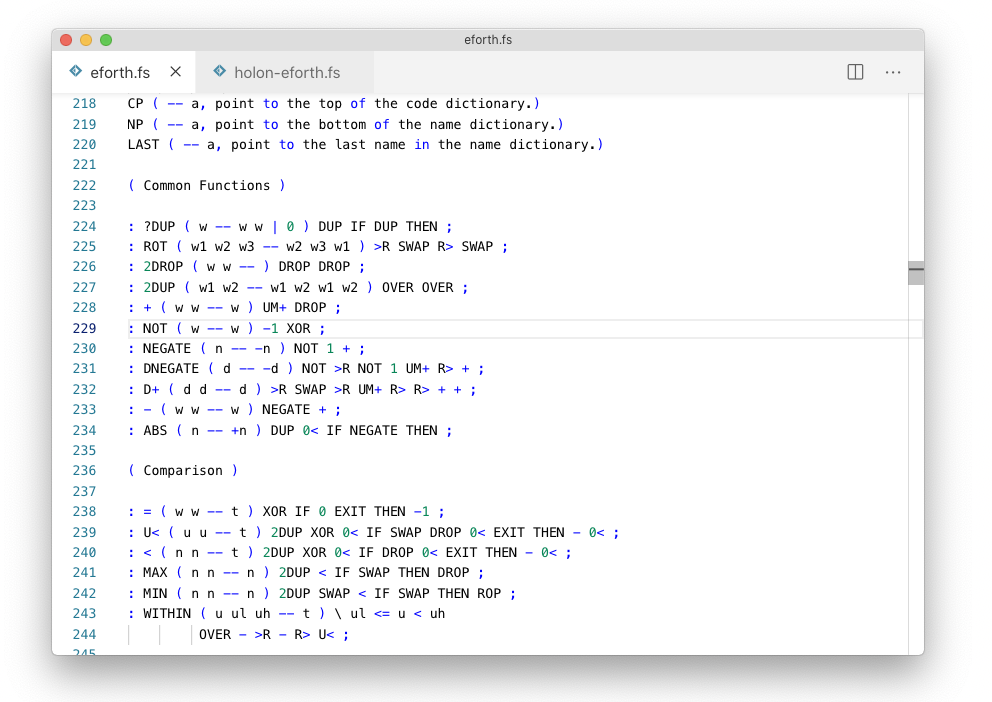 eforth.fs
eforth.fs holon-eforth.fs
218 CP ( -- a, point to the top of the code dictionary.)
219 NP ( -- a, point to the bottom of the name dictionary.)
220 LAST ( -- a, point to the last name in the name dictionary.)
221
222 ( Common Functions )
223
224 : ?DUP ( w -- w w | 0 ) DUP IF DUP THEN ;
225 : ROT ( w1 w2 w3 -- w2 w3 w1 ) >R SWAP R> SWAP ;
226 : 2DROP ( w w -- ) DROP DROP ;
227 : 2DUP ( w1 w2 -- w1 w2 w1 w2 ) OVER OVER ;
228 : + ( w w -- w ) UM+ DROP ;
229 : NOT ( w -- w ) -1 XOR ;
230 : NEGATE ( n -- -n ) NOT 1 + ;
231 : DNEGATE ( d -- -d ) NOT >R NOT 1 UM+ R> + ;
232 : D+ ( d d -- d ) >R SWAP >R UM+ R> R> + + ;
233 : - ( w w -- w ) NEGATE + ;
234 : ABS ( n -- +n ) DUP 0< IF NEGATE THEN ;
235
236 ( Comparison )
237
238 : = ( w w -- t ) XOR IF 0 EXIT THEN -1 ;
239 : U< ( u u -- t ) 2DUP XOR 0< IF SWAP DROP 0< EXIT THEN - 0< ;
240 : < ( n n -- t ) 2DUP XOR 0< IF DROP 0< EXIT THEN - 0< ;
241 : MAX ( n n -- n ) 2DUP < IF SWAP THEN DROP ;
242 : MIN ( n n -- n ) 2DUP SWAP < IF SWAP THEN ROP ;
243 : WITHIN ( u ul uh -- t ) \ ul <= u < uh
244 OVER - >R - R> U< ;
245